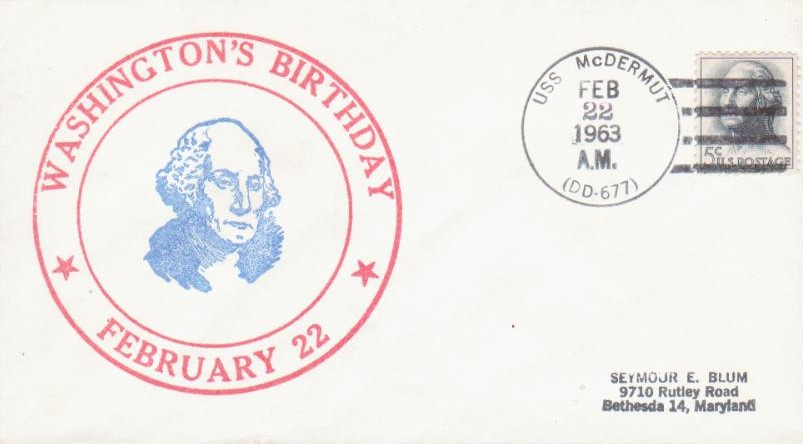 WASHINGTON'S BIRTHDAY
FEBRUARY 22
USS McDERMUT
FEB
22
1963
A.M.
(DD-677)
5¢
U.S. POSTAGE
SEYMOUR E. BLUM
9710 Rutley Road
Bethesda 14, Maryland